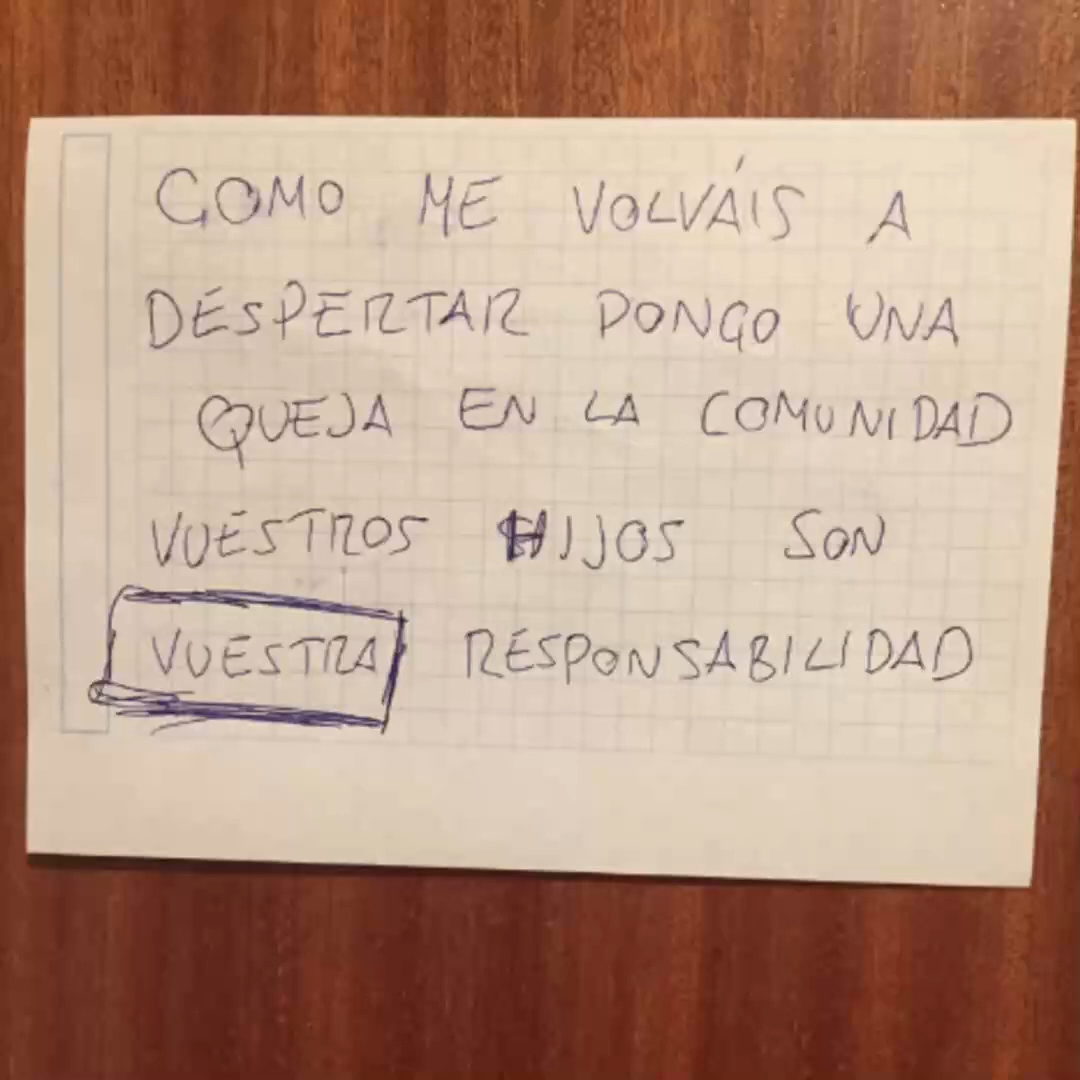 COMO ME VOLVÁIS A
DESPERTAR PONGO UNA
QUEJA EN LA COMUNIDAD
VUESTROS HIJOS SON
VUESTRA RESPONSABILIDAD